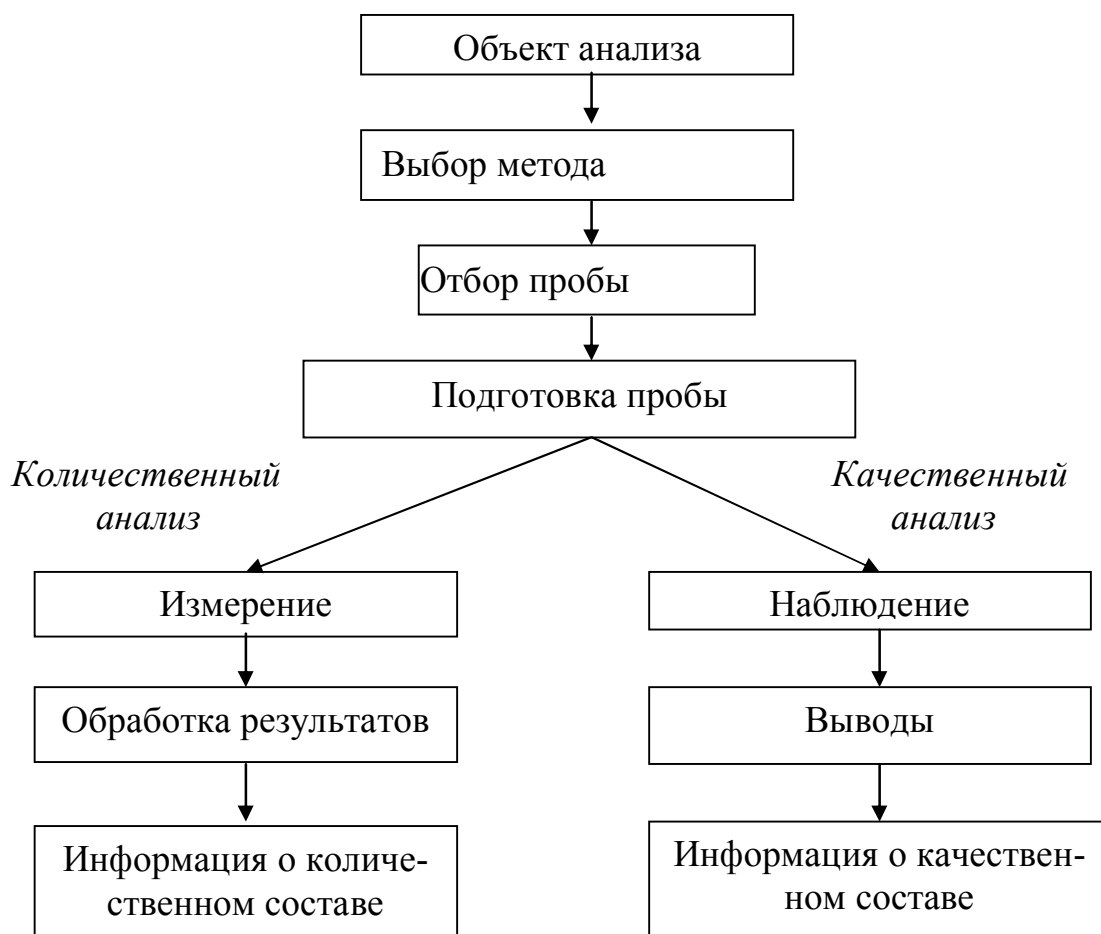 Объект анализа
Выбор метода
Отбор пробы
Подготовка пробы
Количественный
анализ
Качественный
анализ
Измерение
Наблюдение
Обработка результатов
Выводы
Информация о количе-
ственном составе
Информация о качествен-
ном составе